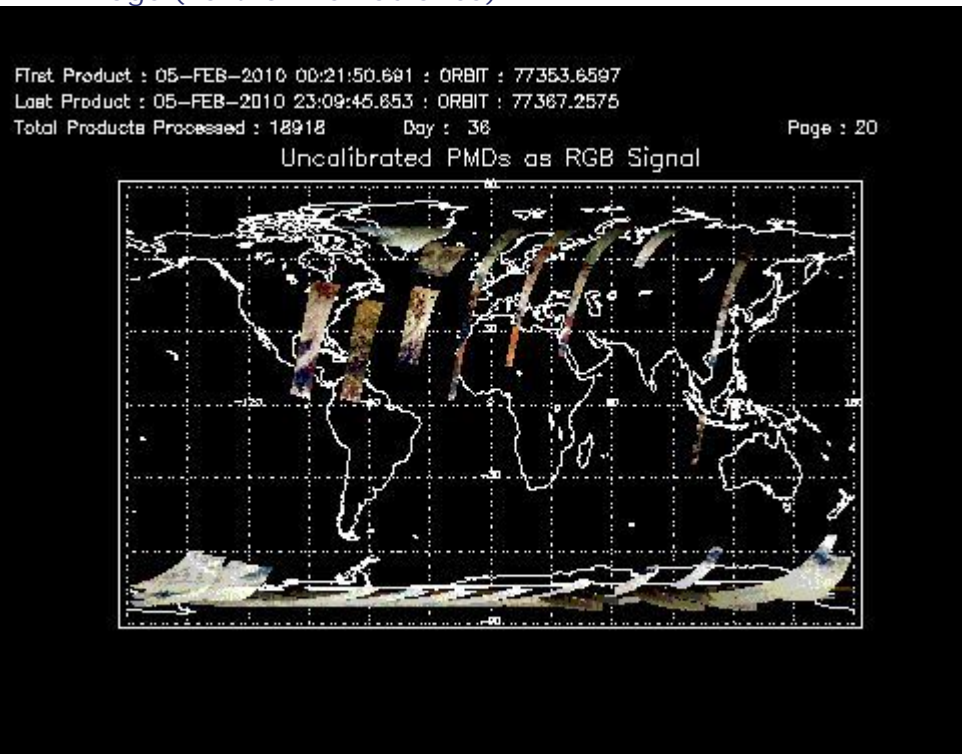 First Product : 05-FEB-2010 00:21:50.691 : ORBIT : 77353.6597
Last Product : 05-FEB-2010 23:09:45.653 : ORBIT : 77367.2575
Total Products Processed : 18918 Day : 36 Page : 20
Uncalibrated PMDs as RGB Signal